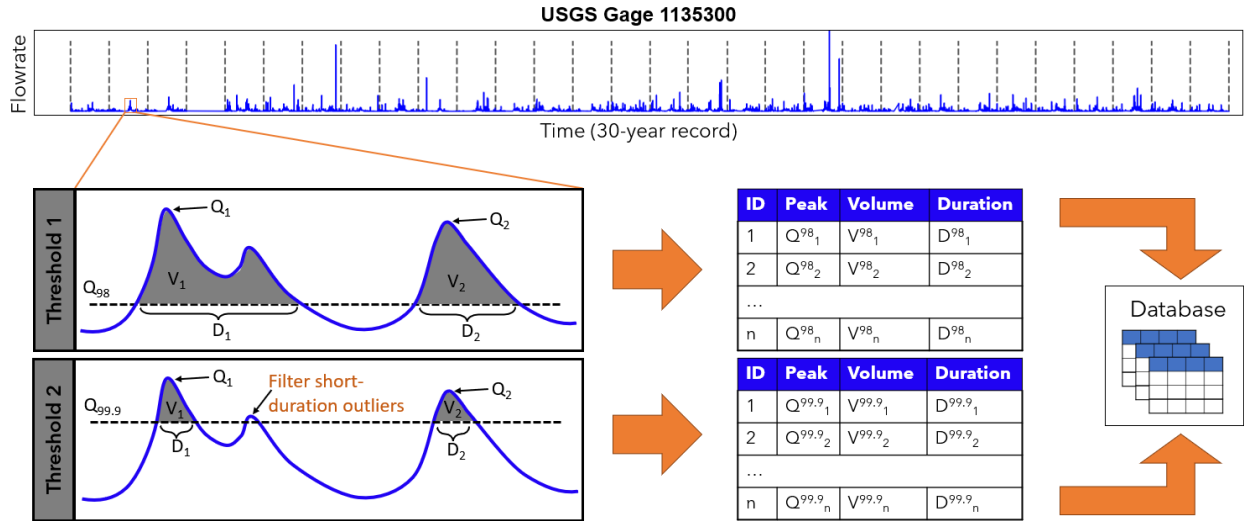 USGS Gage 1135300
Flowrate
Time (30-year record)
Threshold 1
Q₁
Q₂
V₁
V₂
Q₉₈
D₁
D₂
ID Peak Volume Duration
1 Q⁹⁸₁ V⁹⁸₁ D⁹⁸₁
2 Q⁹⁸₂ V⁹⁸₂ D⁹⁸₂
...
n Q⁹⁸ₙ V⁹⁸ₙ D⁹⁸ₙ
Database
Threshold 2
Q₁
Filter short-
duration outliers
Q₂
Q₉₉.₉
V₁
V₂
D₁
D₂
ID Peak Volume Duration
1 Q⁹⁹·⁹₁ V⁹⁹·⁹₁ D⁹⁹·⁹₁
2 Q⁹⁹·⁹₂ V⁹⁹·⁹₂ D⁹⁹·⁹₂
...
n Q⁹⁹·⁹ₙ V⁹⁹·⁹ₙ D⁹⁹·⁹ₙ